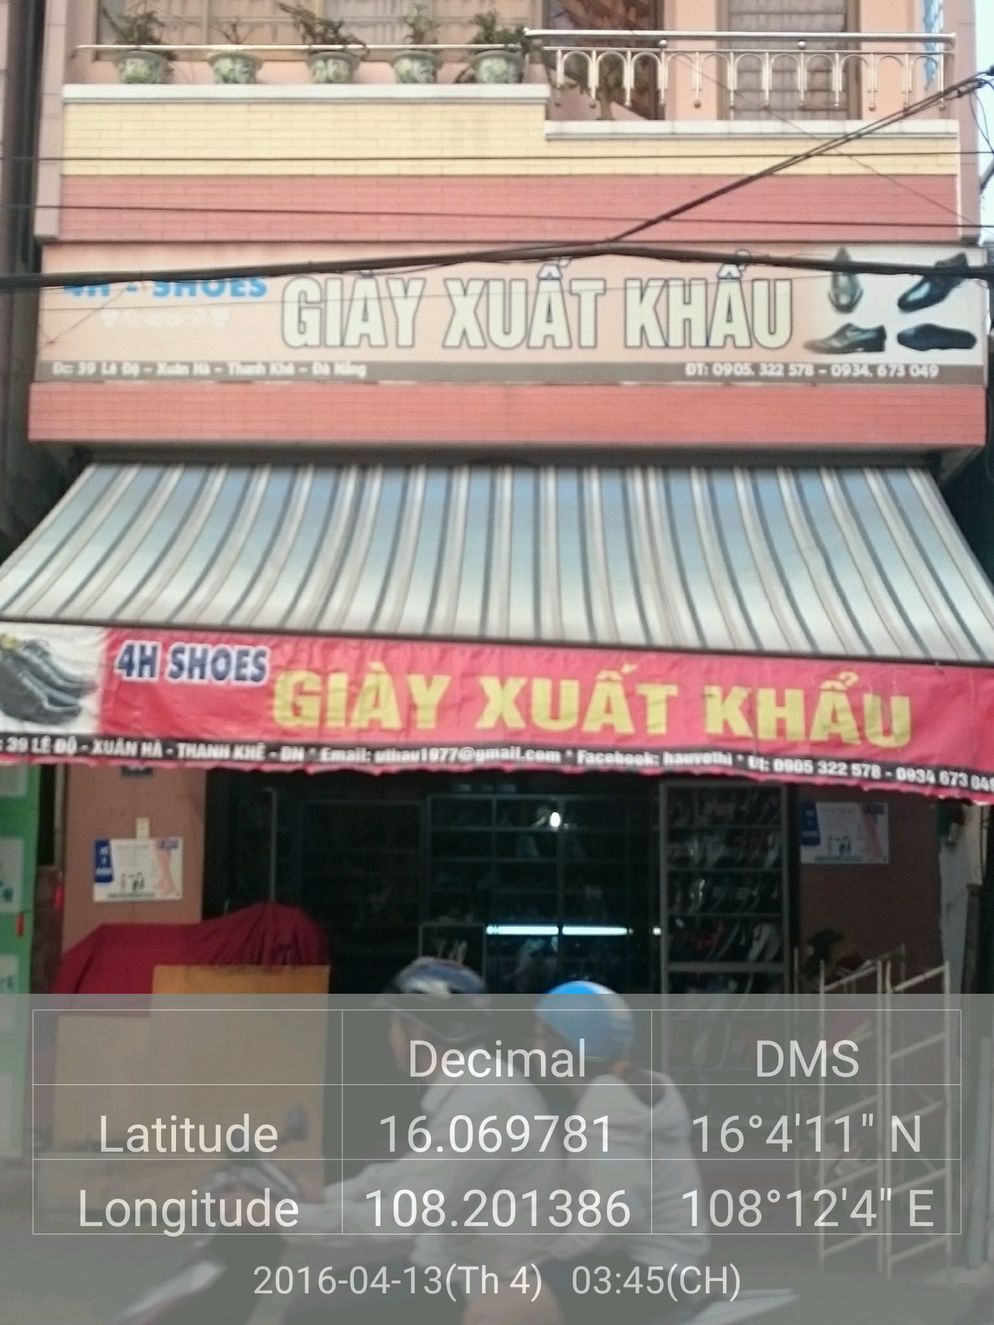 4H - SHOES
GIÀY XUẤT KHẨU
Đc: 39 Lê Độ - Xuân Hà - Thanh Khê - Đà Nẵng
ĐT: 0905. 322 578 - 0934. 673 049
4H SHOES
GIÀY XUẤT KHẨU
: 39 LÊ ĐỘ - XUÂN HÀ - THANH KHÊ - ĐN * Email: uthau1977@gmail.com * Facebook: hauvothi * Đt: 0905 322 578 - 0934 673 049
Decimal DMS
Latitude 16.069781 16°4'11" N
Longitude 108.201386 108°12'4" E
2016-04-13(Th 4) 03:45(CH)